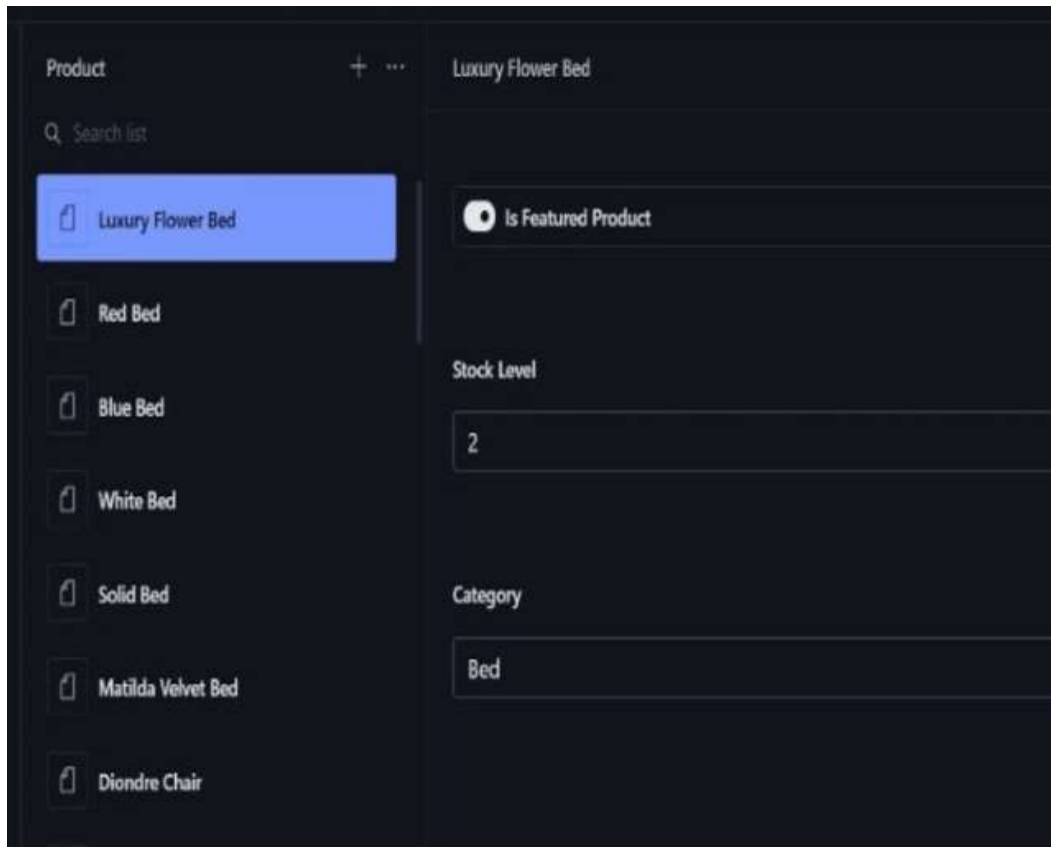 Product
Search list
Luxury Flower Bed
Red Bed
Blue Bed
White Bed
Solid Bed
Matilda Velvet Bed
Diondre Chair
Luxury Flower Bed
Is Featured Product
Stock Level
2
Category
Bed